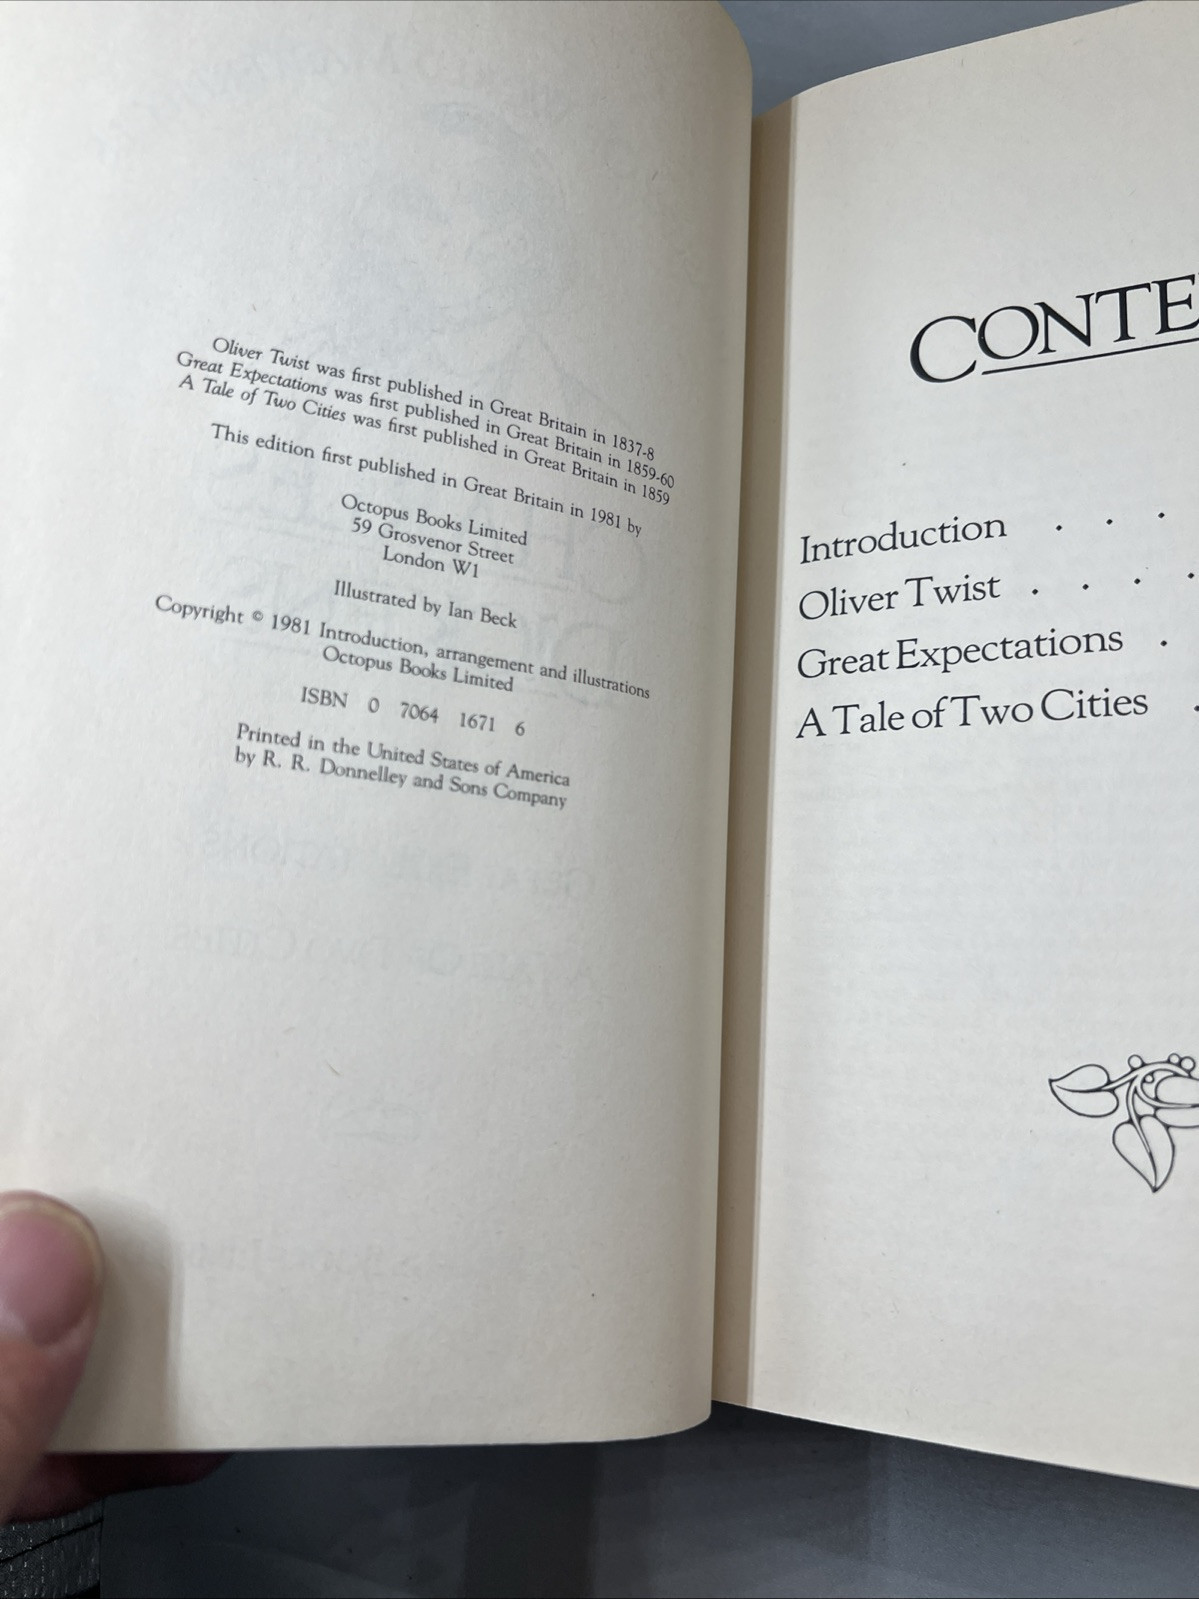 Oliver Twist was first published in Great Britain in 1837-8
Great Expectations was first published in Great Britain in 1859-60
A Tale of Two Cities was first published in Great Britain in 1859
This edition first published in Great Britain in 1981 by
Octopus Books Limited
59 Grosvenor Street
London W1
Illustrated by Ian Beck
Copyright © 1981 Introduction, arrangement and illustrations
Octopus Books Limited
ISBN 0 7064 1671 6
Printed in the United States of America
by R. R. Donnelley and Sons Company
CONTE
Introduction . . .
Oliver Twist . . . .
Great Expectations .
A Tale of Two Cities .